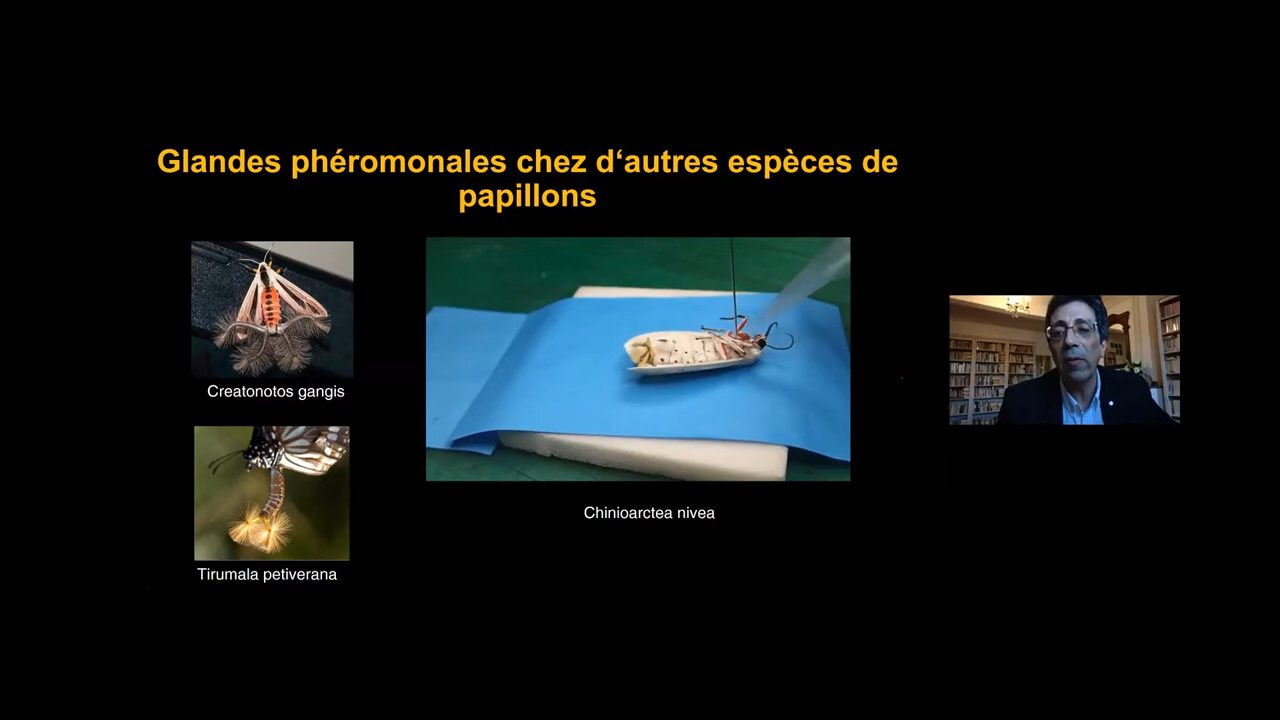 Glandes phéromonales chez d‘autres espèces de
papillons
Creatonotos gangis
Chinioarctea nivea
Tirumala petiverana